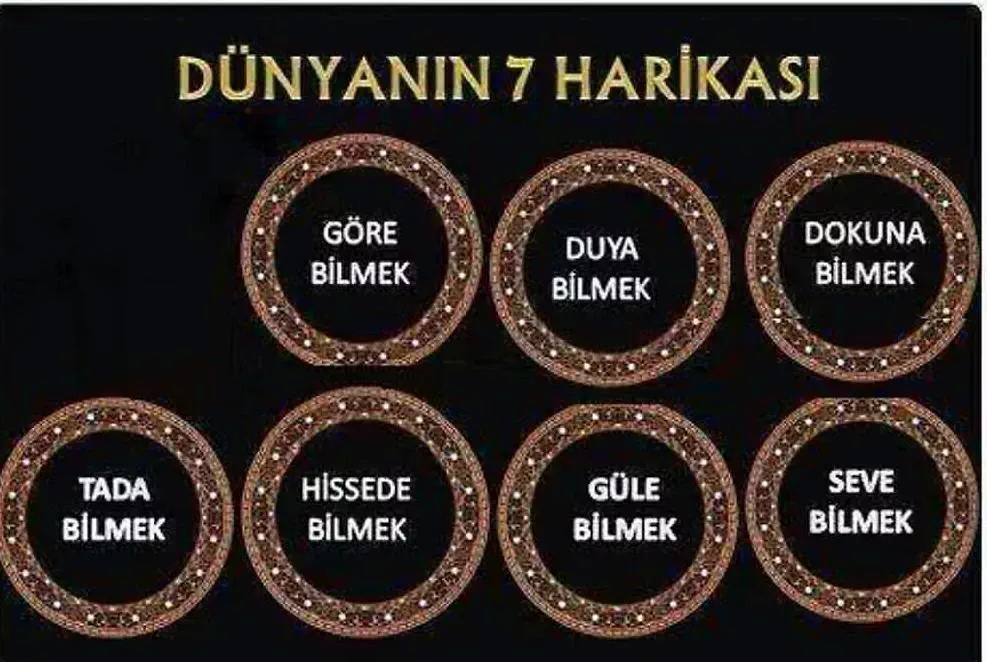 DÜNYANIN 7 HARİKASI
GÖRE
BİLMEK
DUYA
BİLMEK
DOKUNA
BİLMEK
TADA
BİLMEK
HİSSEDE
BİLMEK
GÜLE
BİLMEK
SEVE
BİLMEK